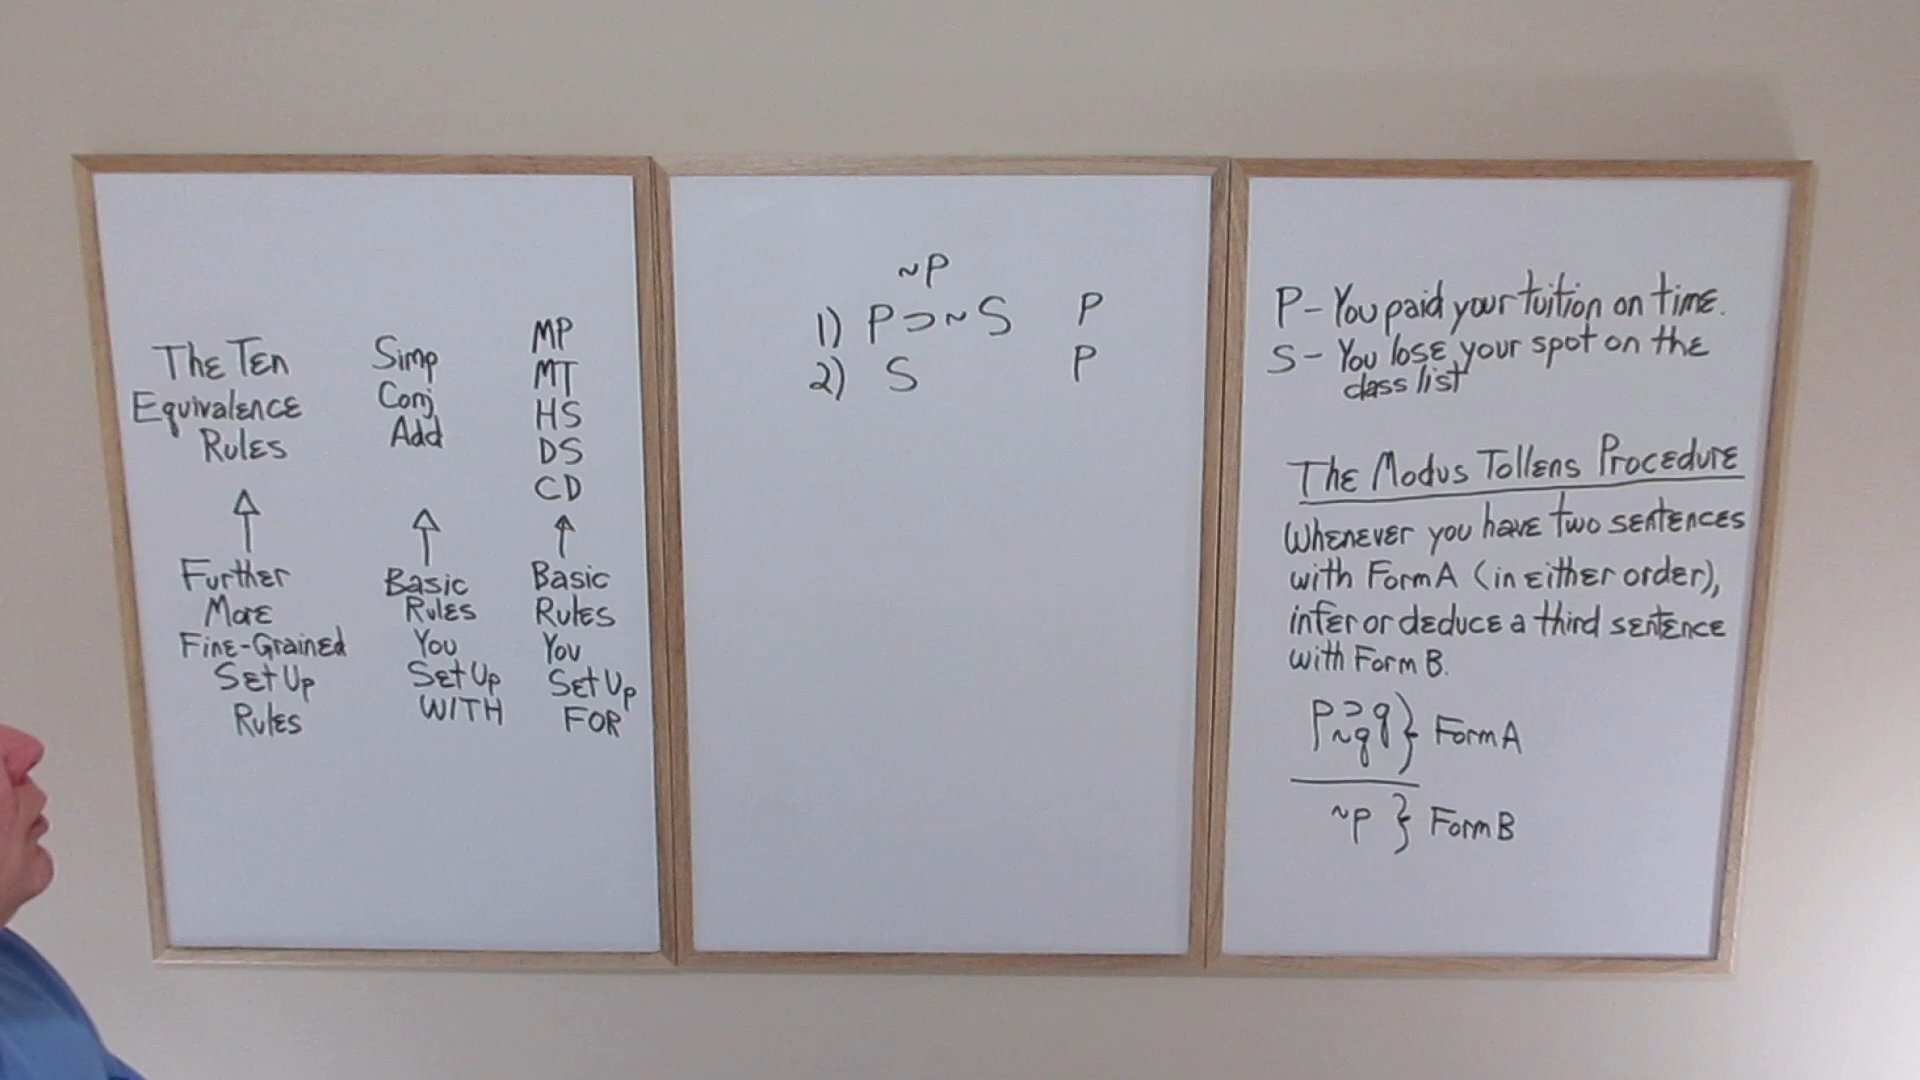 The Ten
Equivalence
Rules
Further
More
Fine-Grained
Set Up
Rules
Simp
Conj
Add
Basic
Rules
You
Set Up
WITH
MP
MT
HS
DS
CD
Basic
Rules
You
Set Up
FOR
~P
1) P⊃~S P
2) S P
P- You paid your tuition on time.
S- You lose your spot on the
class list
The Modus Tollens Procedure
Whenever you have two sentences
with Form A (in either order),
infer or deduce a third sentence
with Form B.
p⊃q
~q } Form A
~p } Form B